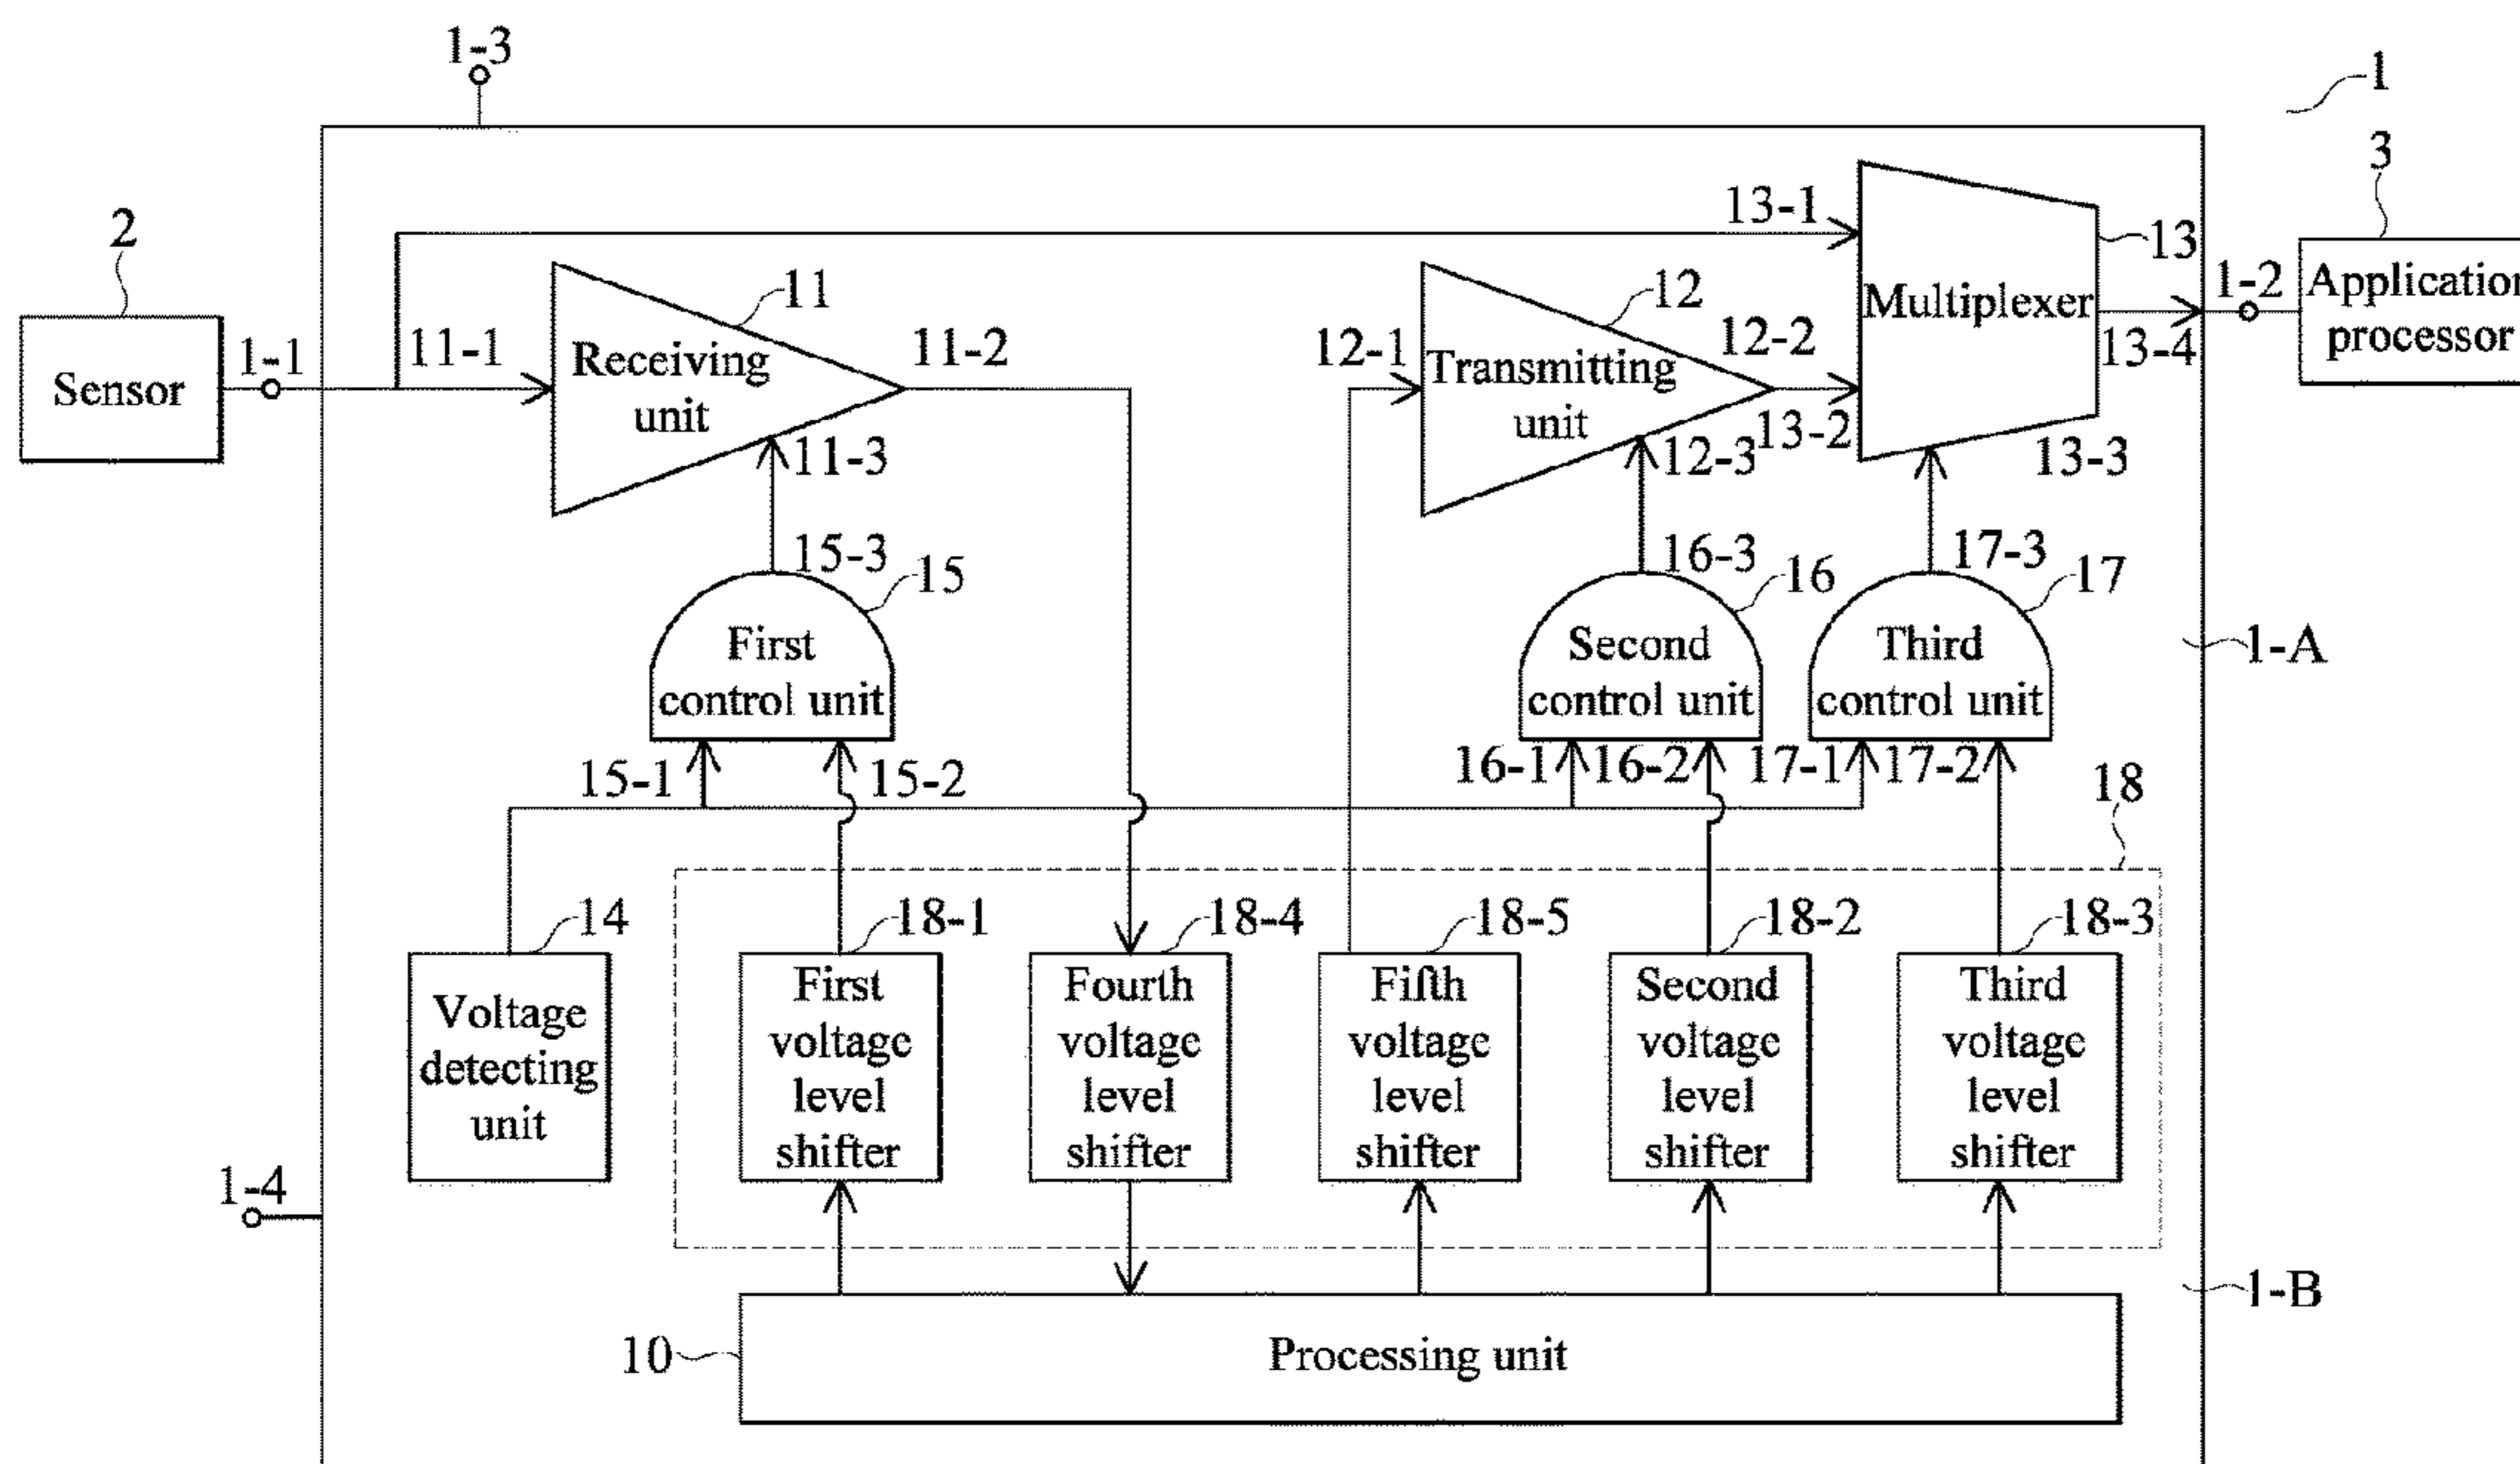 1-3
1
3
2
13-1
13
1-2
Application
processor
11
12
Multiplexer
1-1
11-1
Receiving
unit
11-2
12-1
Transmitting
unit
12-2
13-4
Sensor
11-3
12-3
13-2
13-3
15-3
15
16-3
16
17-3
17
First
control unit
Second
control unit
Third
control unit
1-A
15-1
15-2
16-1
16-2
17-1
17-2
18
14
18-1
18-4
18-5
18-2
18-3
Voltage
detecting
unit
First
voltage
level
shifter
Fourth
voltage
level
shifter
Fifth
voltage
level
shifter
Second
voltage
level
shifter
Third
voltage
level
shifter
1-4
1-B
10
Processing unit